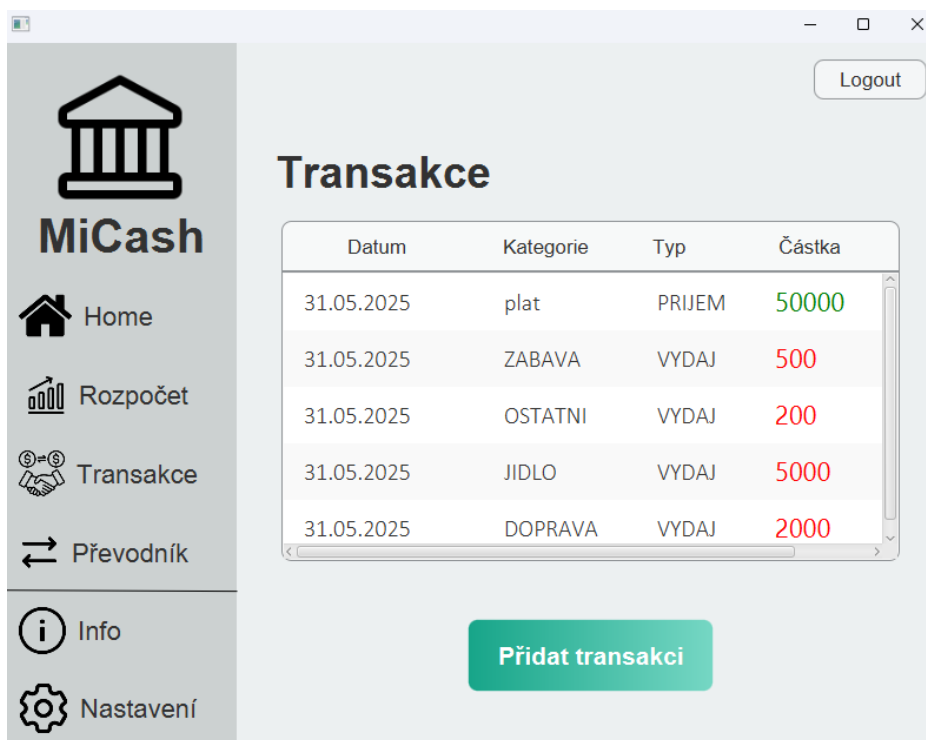 Logout
MiCash
Home
Rozpočet
Transakce
Převodník
Info
Nastavení
Transakce
Datum Kategorie Typ Částka
31.05.2025 plat PRIJEM 50000
31.05.2025 ZABAVA VYDAJ 500
31.05.2025 OSTATNI VYDAJ 200
31.05.2025 JIDLO VYDAJ 5000
31.05.2025 DOPRAVA VYDAJ 2000
Přidat transakci